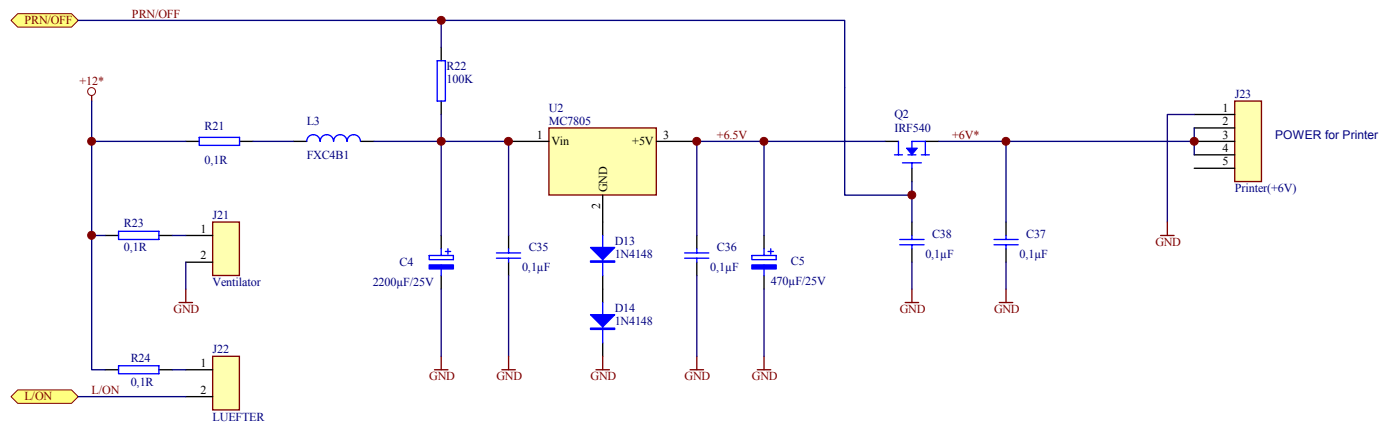 PRN/OFF
PRN/OFF
+12*
R21
0,1R
L3
FXC4B1
R22
100K
U2
MC7805
1
Vin
+5V
3
GND
2
+6.5V
Q2
IRF540
+6V*
J23
1
2
3
4
5
Printer(+6V)
POWER for Printer
R23
0,1R
J21
1
2
Ventilator
GND
C4
2200µF/25V
GND
C35
0,1µF
GND
D13
1N4148
D14
1N4148
GND
C36
0,1µF
GND
C5
470µF/25V
GND
C38
0,1µF
GND
C37
0,1µF
GND
GND
R24
0,1R
J22
1
2
LUEFTER
L/ON
L/ON